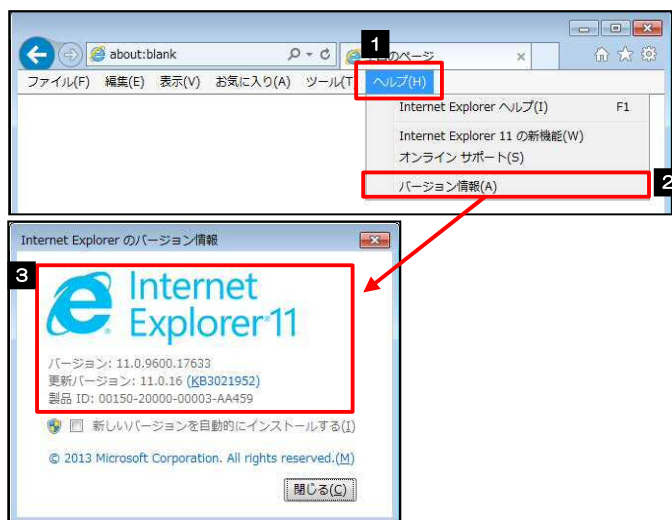 about:blank
1
のページ
ファイル(F) 編集(E) 表示(V) お気に入り(A) ツール(T) ヘルプ(H)
Internet Explorer ヘルプ(I) F1
Internet Explorer 11 の新機能(W)
オンライン サポート(S)
バージョン情報(A)
2
Internet Explorer のバージョン情報
3
Internet
Explorer11
バージョン: 11.0.9600.17633
更新バージョン: 11.0.16 (KB3021952)
製品 ID: 00150-20000-00003-AA459
新しいバージョンを自動的にインストールする(I)
© 2013 Microsoft Corporation. All rights reserved.(M)
閉じる(C)